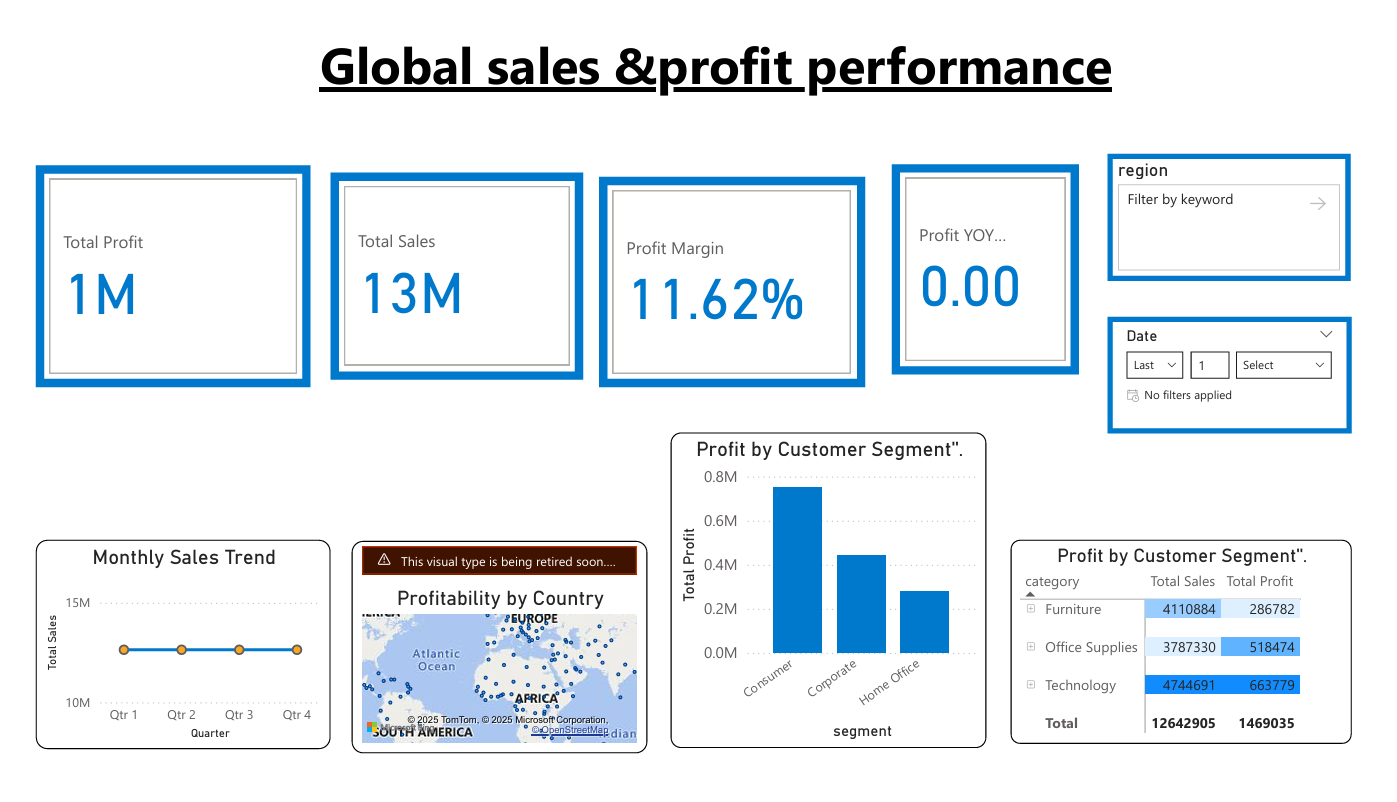 Global sales &profit performance
Total Profit
1M
Total Sales
13M
Profit Margin
11.62%
Profit YOY...
0.00
region
Filter by keyword
Date
Last
1
Select
No filters applied
Monthly Sales Trend
Total Sales
15M
10M
Qtr 1 Qtr 2 Qtr 3 Qtr 4
Quarter
This visual type is being retired soon....
Profitability by Country
EUROPE
Atlantic
Ocean
AFRICA
© 2025 TomTom, © 2025 Microsoft Corporation,
© OpenStreetMap
SOUTH AMERICA
Profit by Customer Segment".
Total Profit
0.8M
0.6M
0.4M
0.2M
0.0M
Consumer
Corporate
Home Office
segment
Profit by Customer Segment".
category Total Sales Total Profit
Furniture 4110884 286782
Office Supplies 3787330 518474
Technology 4744691 663779
Total 12642905 1469035